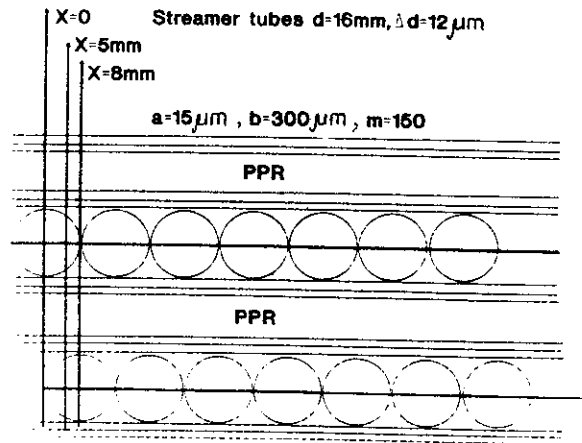 X=0 Streamer tubes d=16mm, Δd=12μm
X=5mm
X=8mm
a=15μm, b=300μm, m=150
PPR
PPR